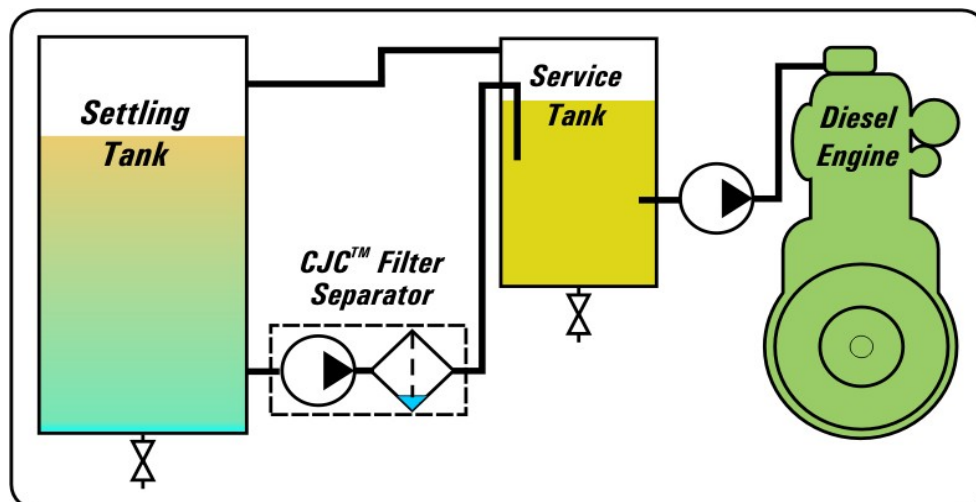 Settling
Tank
CJC™ Filter
Separator
Service
Tank
Diesel
Engine